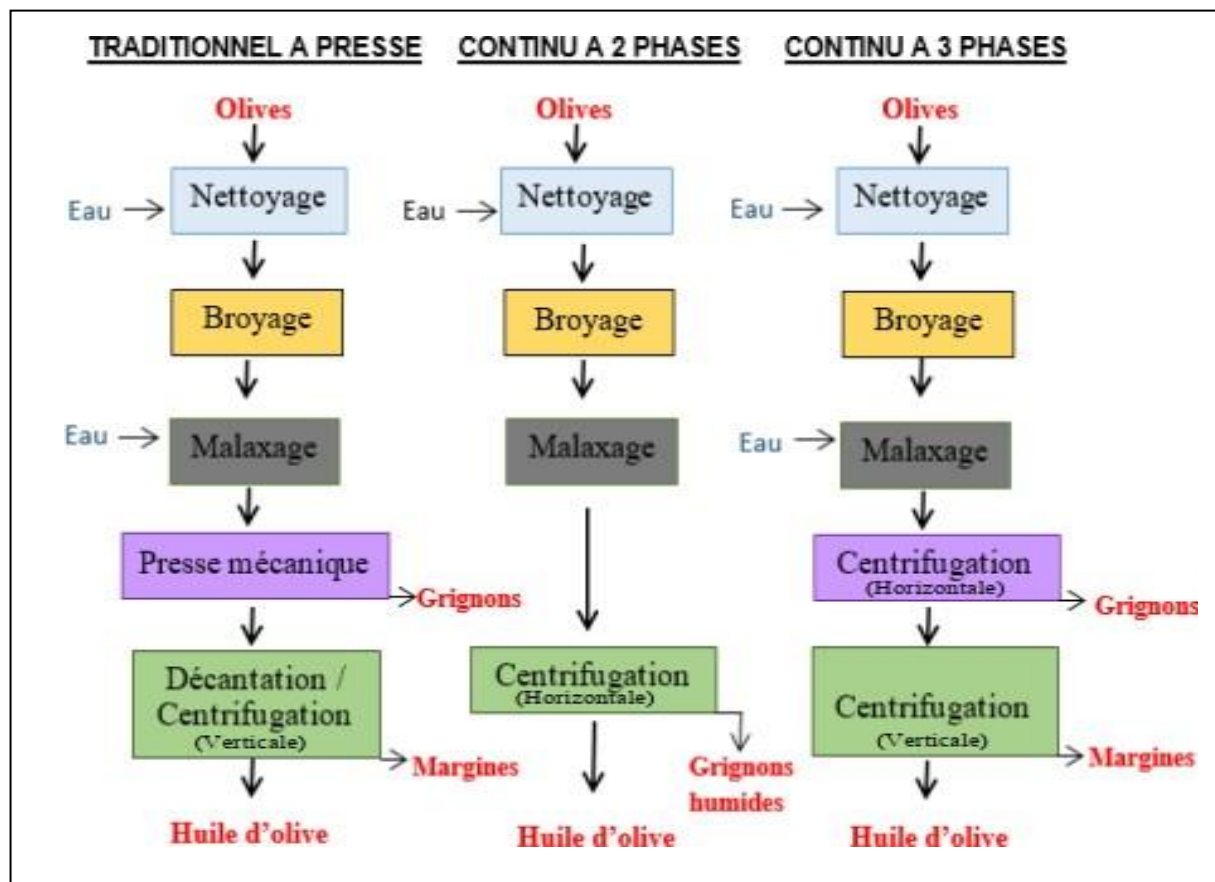 TRADITIONNEL A PRESSE
Olives
Eau
Nettoyage
Broyage
Eau
Malaxage
Presse mécanique
Grignons
Décantation /
Centrifugation
(Verticale)
Margines
Huile d’olive
CONTINU A 2 PHASES
Olives
Eau
Nettoyage
Broyage
Malaxage
Centrifugation
(Horizontale)
Grignons
humides
Huile d’olive
CONTINU A 3 PHASES
Olives
Eau
Nettoyage
Broyage
Eau
Malaxage
Centrifugation
(Horizontale)
Grignons
Centrifugation
(Verticale)
Margines
Huile d’olive